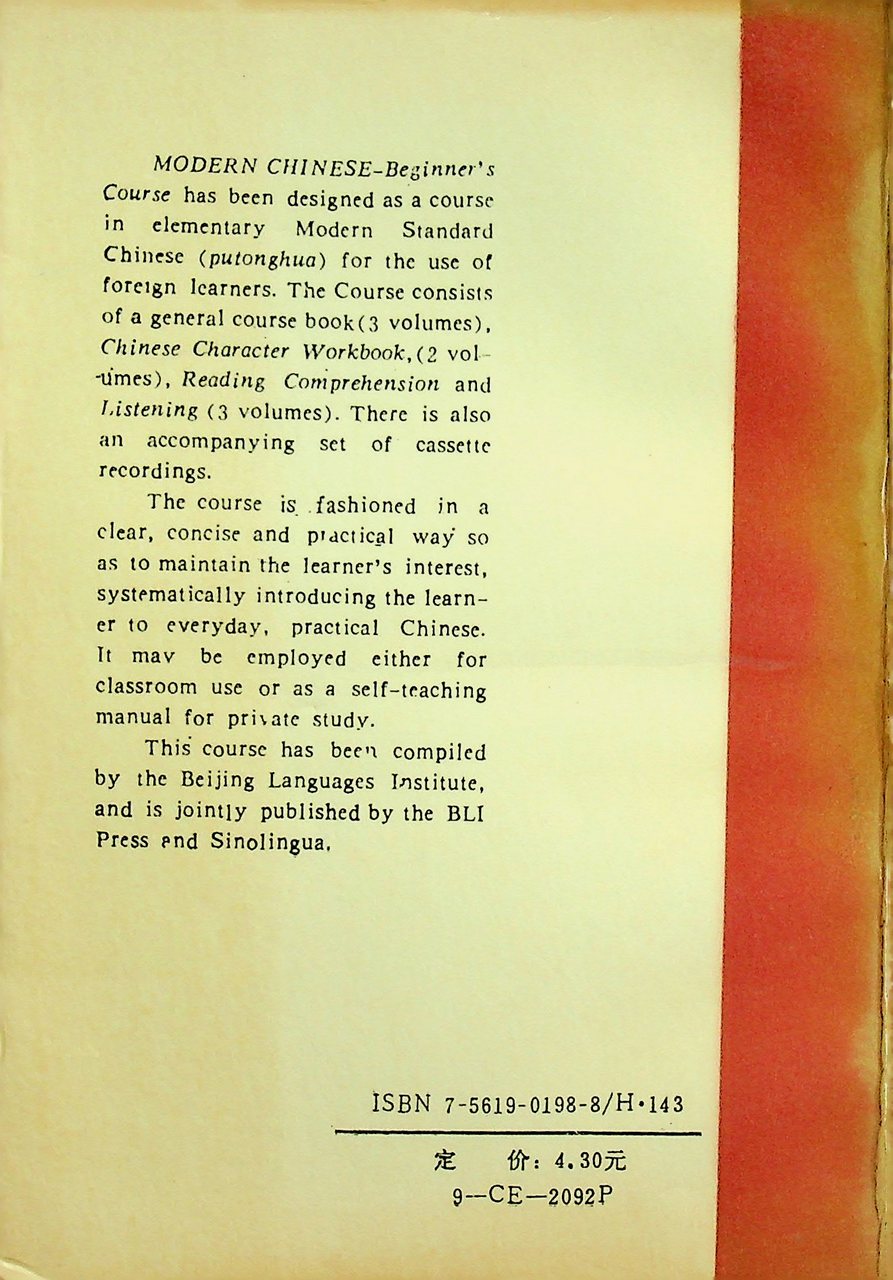 MODERN CHINESE-Beginner's
Course has been designed as a course
in elementary Modern Standard
Chinese (putonghua) for the use of
foreign learners. The Course consists
of a general course book(3 volumes),
Chinese Character Workbook,(2 vol-
-umes), Reading Comprehension and
Listening (3 volumes). There is also
an accompanying set of cassette
recordings.
The course is fashioned in a
clear, concise and practical way so
as to maintain the learner's interest,
systematically introducing the learn-
er to everyday, practical Chinese.
It may be employed either for
classroom use or as a self-teaching
manual for private study.
This course has been compiled
by the Beijing Languages Institute,
and is jointly published by the BLI
Press and Sinolingua.
ISBN 7-5619-0198-8/H·143
定 价: 4.30元
9—CE—2092P